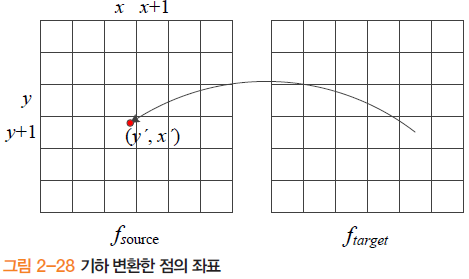 x x+1
y
y+1
(y´, x´)
fsource
ftarget
그림 2-28 기하 변환한 점의 좌표